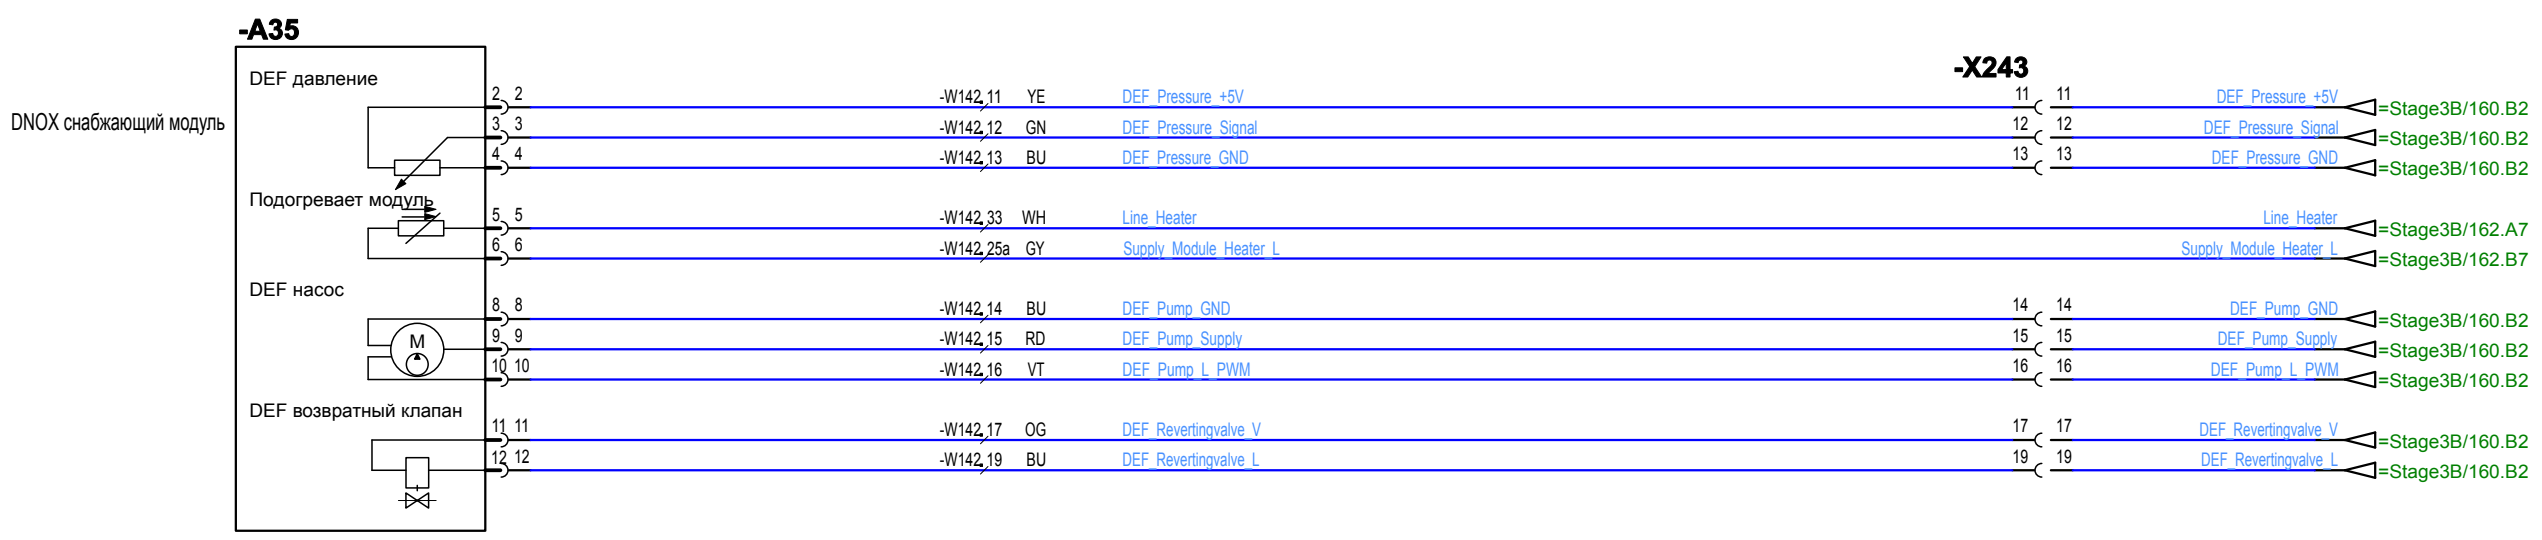 -A35
DNOX снабжающий модуль
-X243
DEF давление
2 2 -W142.11 YE DEF_Pressure_+5V 11 11 DEF_Pressure_+5V =Stage3B/160.B2
3 3 -W142.12 GN DEF_Pressure_Signal 12 12 DEF_Pressure_Signal =Stage3B/160.B2
4 4 -W142.13 BU DEF_Pressure_GND 13 13 DEF_Pressure_GND =Stage3B/160.B2
Подогревает модуль
5 5 -W142.33 WH Line_Heater Line_Heater =Stage3B/162.A7
6 6 -W142.25a GY Supply_Module_Heater_L Supply_Module_Heater_L =Stage3B/162.B7
DEF насос
8 8 -W142.14 BU DEF_Pump_GND 14 14 DEF_Pump_GND =Stage3B/160.B2
M 9 9 -W142.15 RD DEF_Pump_Supply 15 15 DEF_Pump_Supply =Stage3B/160.B2
10 10 -W142.16 VT DEF_Pump_L_PWM 16 16 DEF_Pump_L_PWM =Stage3B/160.B2
DEF возвратный клапан
11 11 -W142.17 OG DEF_Revertingvalve_V 17 17 DEF_Revertingvalve_V =Stage3B/160.B2
12 12 -W142.19 BU DEF_Revertingvalve_L 19 19 DEF_Revertingvalve_L =Stage3B/160.B2